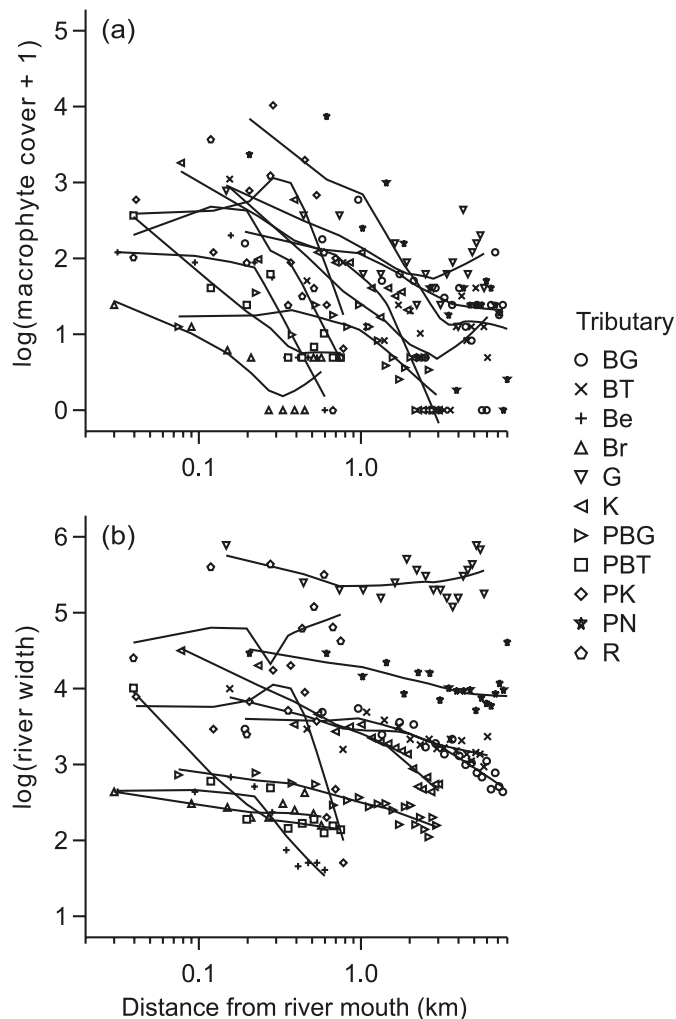 (a)
log(macrophyte cover + 1)
5
4
3
2
1
0
0.1 1.0
Tributary
BG
BT
Be
Br
G
K
PBG
PBT
PK
PN
R
(b)
log(river width)
6
5
4
3
2
1
0.1 1.0
Distance from river mouth (km)